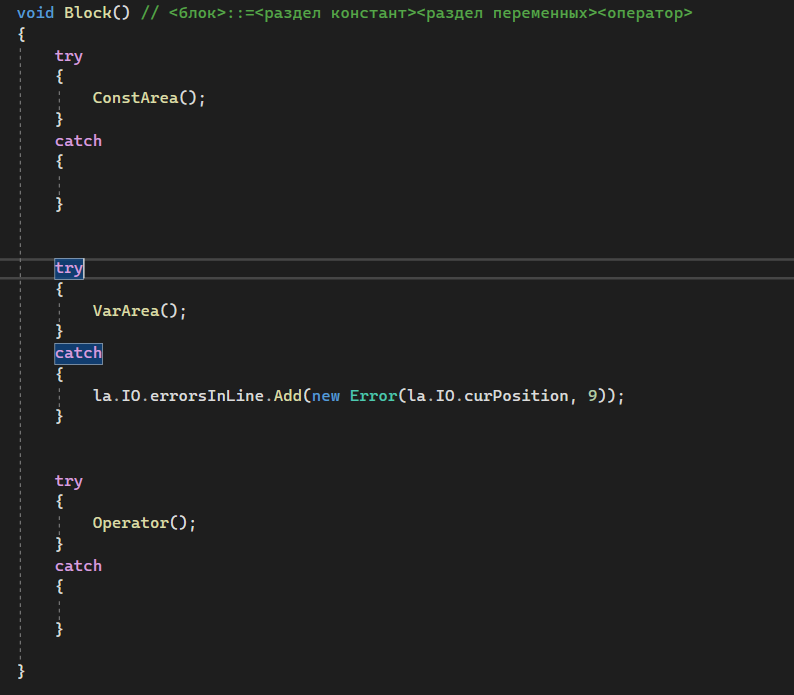 void Block() // <блок>::=<раздел констант><раздел переменных><оператор>
{
try
{
ConstArea();
}
catch
{
}
try
{
VarArea();
}
catch
{
la.IO.errorsInLine.Add(new Error(la.IO.curPosition, 9));
}
try
{
Operator();
}
catch
{
}
}